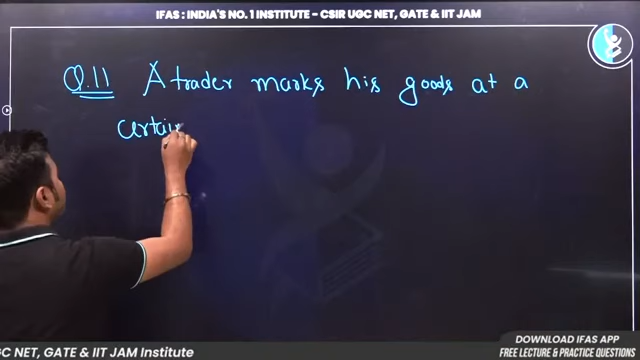 IFAS : INDIA'S NO. 1 INSTITUTE - CSIR UGC NET, GATE & IIT JAM
Q.11 A trader marks his goods at a
certain
DOWNLOAD IFAS APP
GC NET, GATE & IIT JAM Institute
FREE LECTURE & PRACTICE QUESTIONS